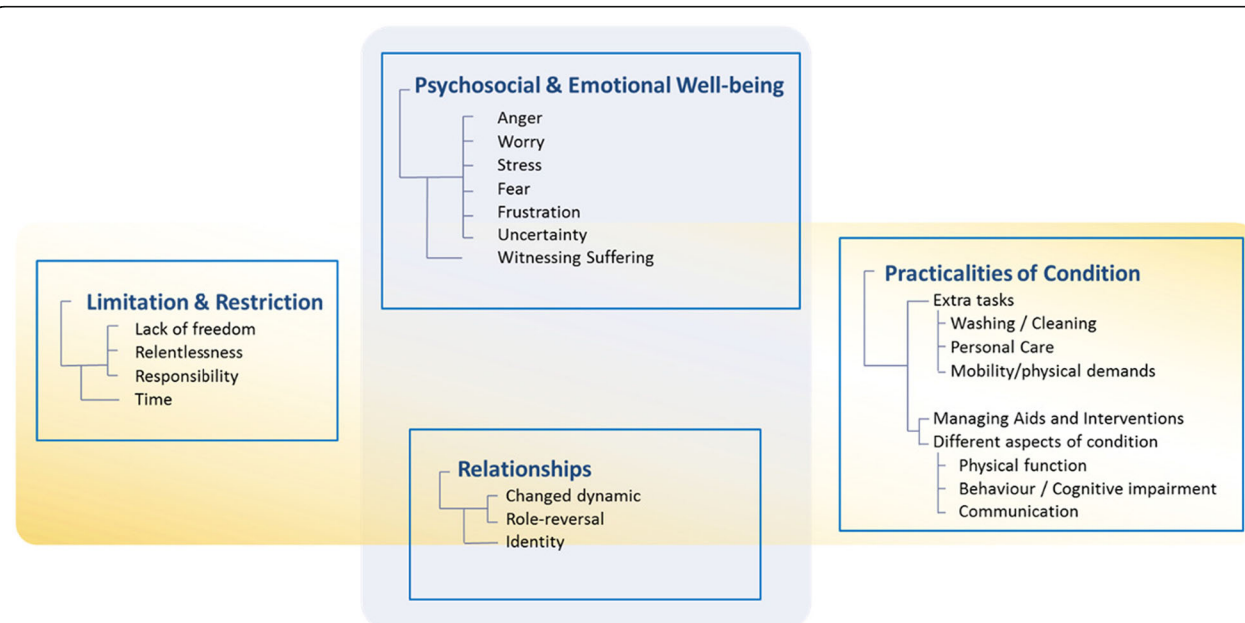 Psychosocial & Emotional Well-being
Anger
Worry
Stress
Fear
Frustration
Uncertainty
Witnessing Suffering
Limitation & Restriction
Lack of freedom
Relentlessness
Responsibility
Time
Practicalities of Condition
Extra tasks
Washing / Cleaning
Personal Care
Mobility/physical demands
Managing Aids and Interventions
Different aspects of condition
Physical function
Behaviour / Cognitive impairment
Communication
Relationships
Changed dynamic
Role-reversal
Identity